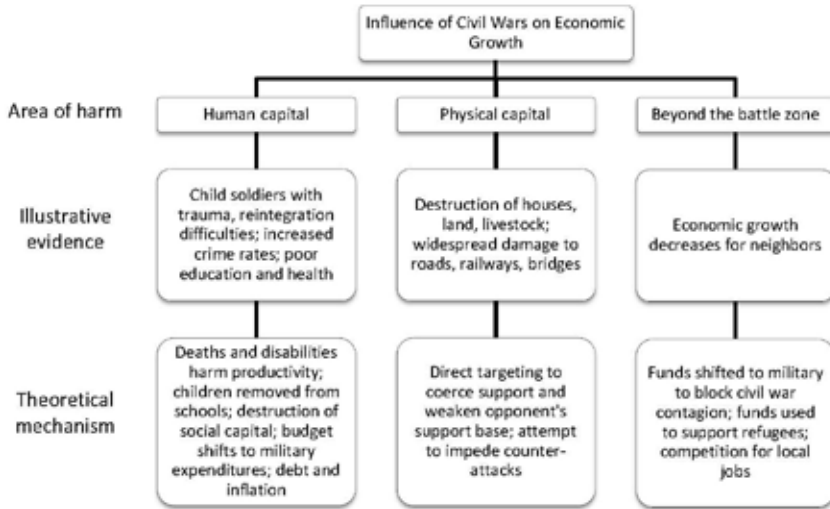 Influence of Civil Wars on Economic
Growth
Area of harm
Human capital
Physical capital
Beyond the battle zone
Illustrative
evidence
Child soldiers with
trauma, reintegration
difficulties; increased
crime rates; poor
education and health
Destruction of houses,
land, livestock;
widespread damage to
roads, railways, bridges
Economic growth
decreases for neighbors
Theoretical
mechanism
Deaths and disabilities
harm productivity;
children removed from
schools; destruction of
social capital; budget
shifts to military
expenditures; debt and
inflation
Direct targeting to
coerce support and
weaken opponent's
support base; attempt
to impede counter-
attacks
Funds shifted to military
to block civil war
contagion; funds used
to support refugees;
competition for local
jobs